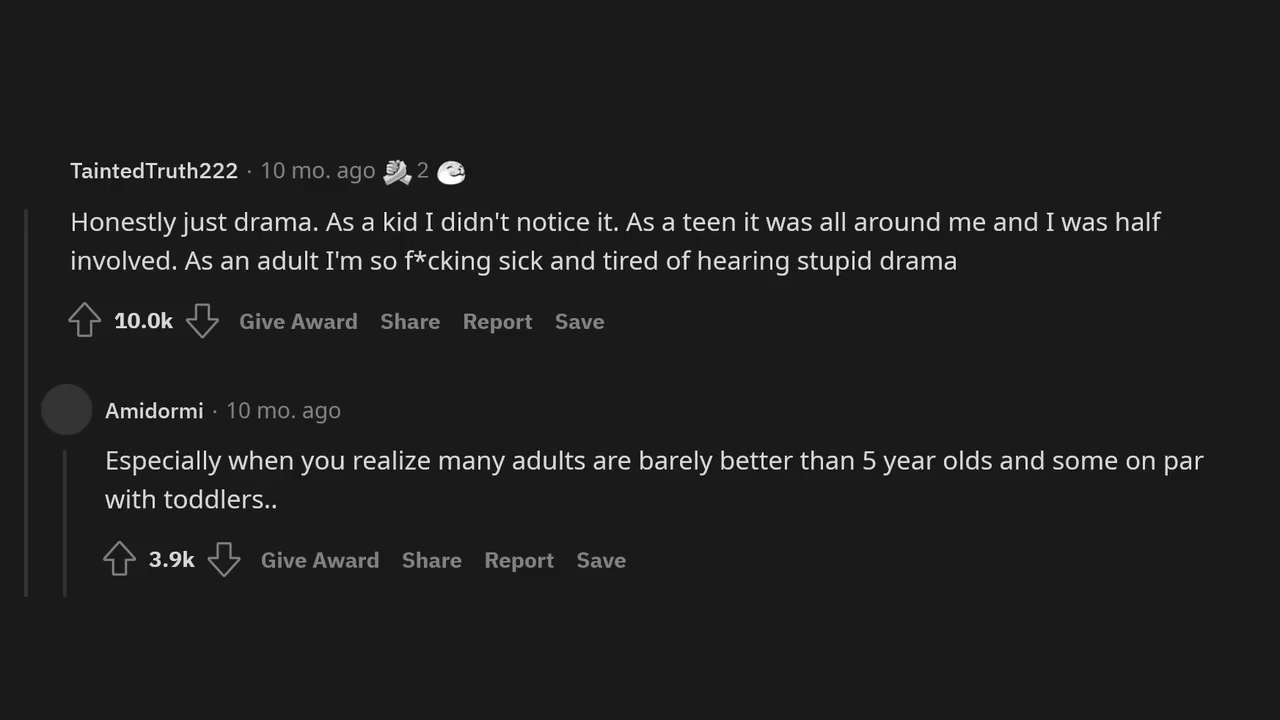 TaintedTruth222 · 10 mo. ago 2
Honestly just drama. As a kid I didn't notice it. As a teen it was all around me and I was half
involved. As an adult I'm so f*cking sick and tired of hearing stupid drama
10.0k Give Award Share Report Save
Amidormi · 10 mo. ago
Especially when you realize many adults are barely better than 5 year olds and some on par
with toddlers..
3.9k Give Award Share Report Save